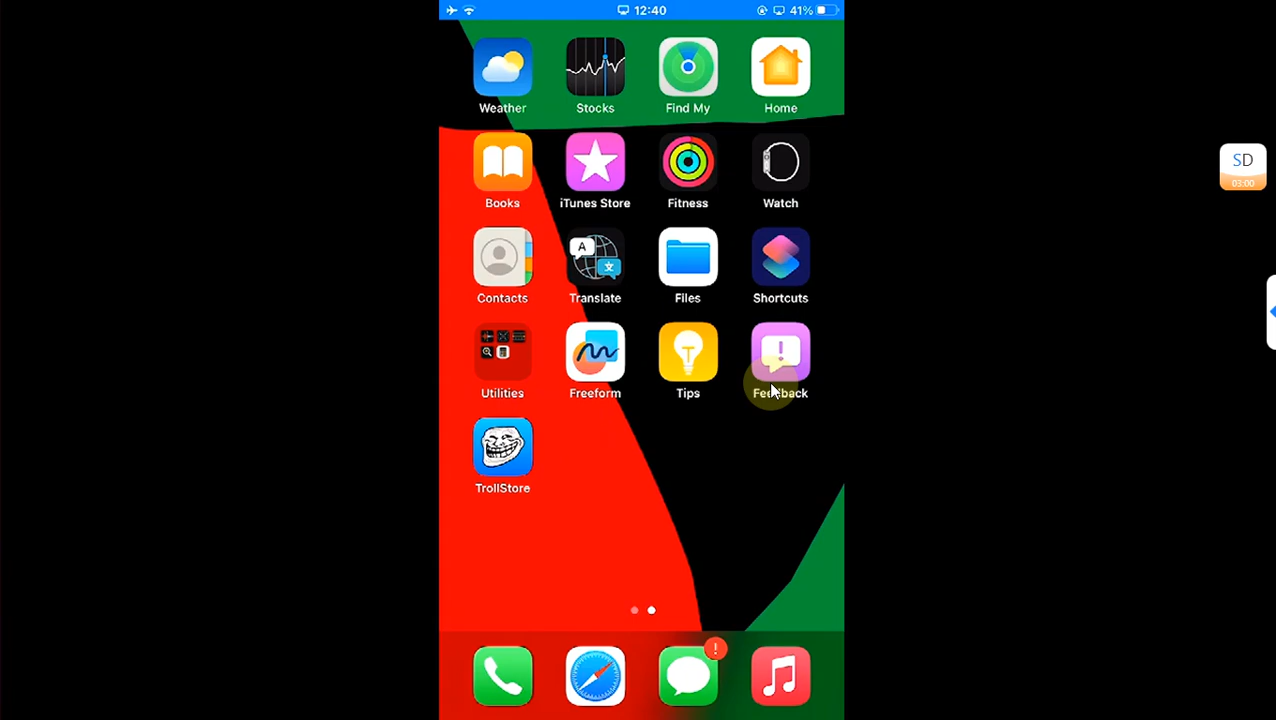 12:40
41%
Weather
Stocks
Find My
Home
Books
iTunes Store
Fitness
Watch
Contacts
A
文
Translate
Files
Shortcuts
Utilities
Freeform
T
Tips
!
Feedback
TrollStore
!
SD
03:00